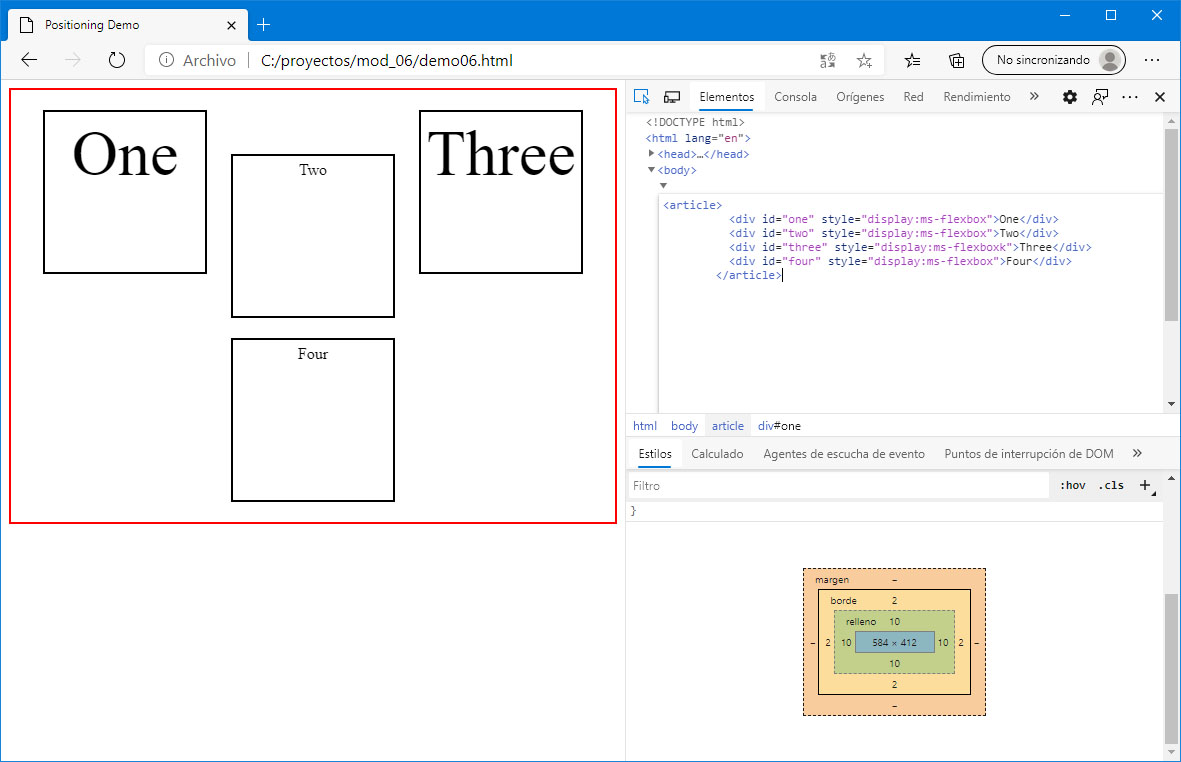 Positioning Demo
Archivo C:/proyectos/mod_06/demo06.html No sincronizando
One
Two
Three
Four
Elementos Consola Orígenes Red Rendimiento »
<!DOCTYPE html>
<html lang="en">
<head>…</head>
<body>
<article>
<div id="one" style="display:ms-flexbox">One</div>
<div id="two" style="display:ms-flexbox">Two</div>
<div id="three" style="display:ms-flexboxk">Three</div>
<div id="four" style="display:ms-flexbox">Four</div>
</article>
html body article div#one
Estilos Calculado Agentes de escucha de evento Puntos de interrupción de DOM »
Filtro :hov .cls +
}
margen –
borde 2
relleno 10
– 2 10 584 × 412 10 2 –
10
2
–